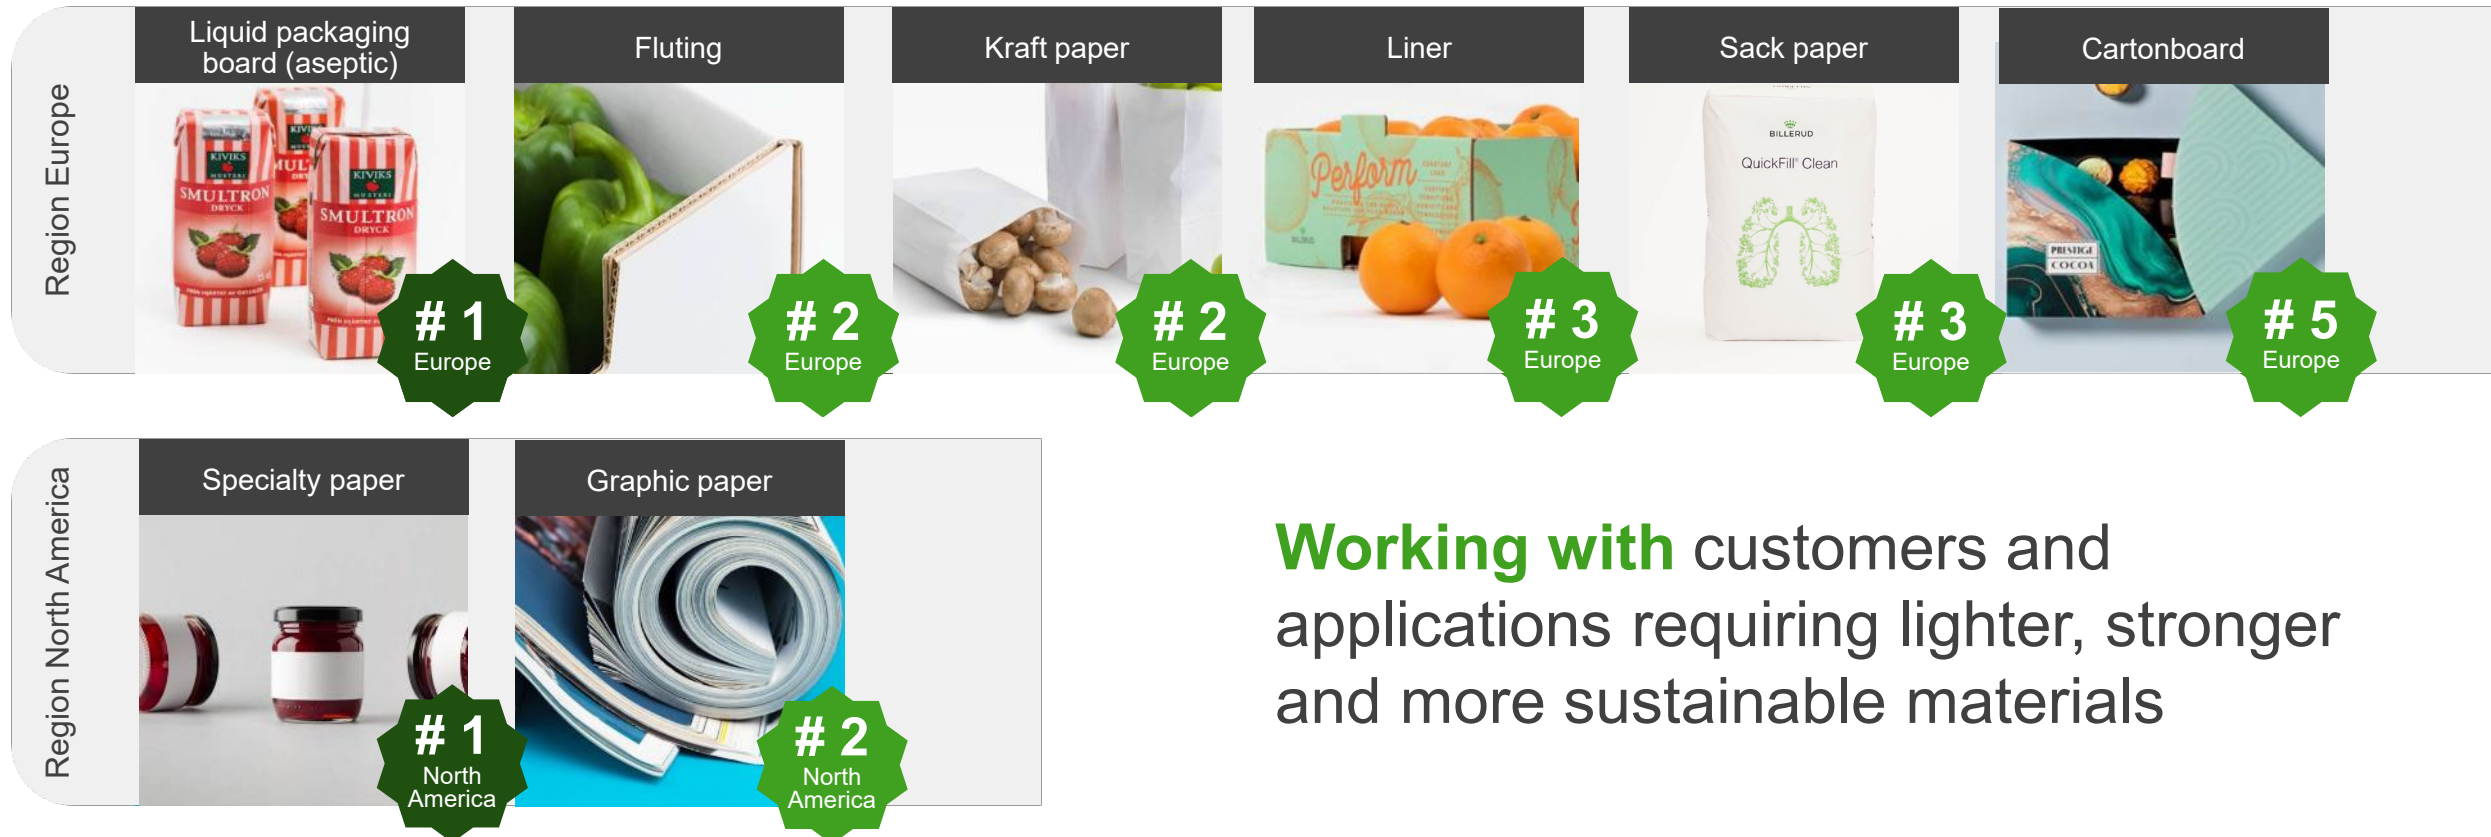 Region Europe
Liquid packaging
board (aseptic)
Fluting
Kraft paper
Liner
Sack paper
Cartonboard
KIVIKS
MUSTERI
SMULTRON
DRYCK
KIVIKS
MUSTERI
SMULTRON
DRYCK
Perform
BILLERUD
QuickFill® Clean
PRESTIGE
COCOA
# 1
Europe
# 2
Europe
# 2
Europe
# 3
Europe
# 3
Europe
# 5
Europe
Region North America
Specialty paper
Graphic paper
# 1
North
America
# 2
North
America
Working with customers and
applications requiring lighter, stronger
and more sustainable materials